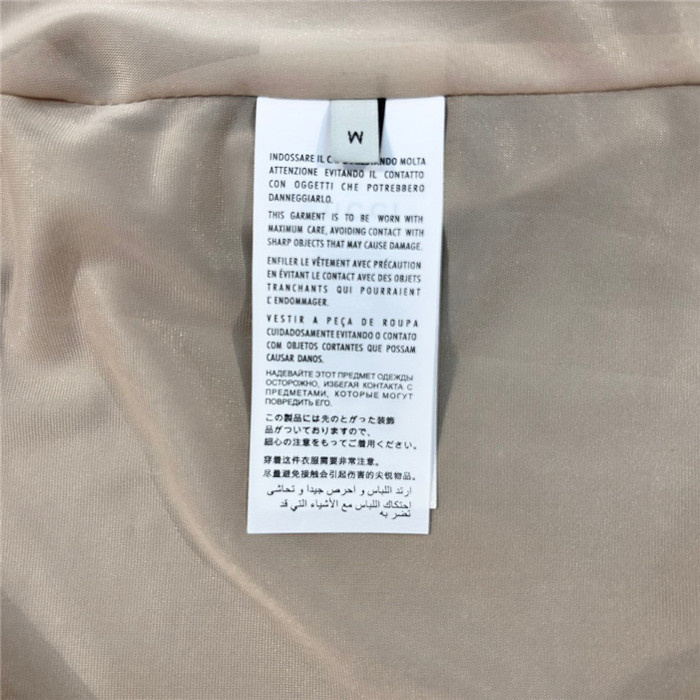 M
INDOSSARE IL MOLTA
ATTENZIONE EVITANDO IL CONTATTO
CON OGGETTI CHE POTREBBERO
DANNEGGIARLO.
THIS GARMENT IS TO BE WORN WITH
MAXIMUM CARE, AVOIDING CONTACT WITH
SHARP OBJECTS THAT MAY CAUSE DAMAGE.
ENFILER LE VÊTEMENT AVEC PRÉCAUTION
EN ÉVITANT LE CONTACT AVEC DES OBJETS
TRANCHANTS QUI POURRAIENT
L'ENDOMMAGER.
VESTIR A PEÇA DE ROUPA
CUIDADOSAMENTE EVITANDO O CONTATO
COM OBJETOS CORTANTES QUE POSSAM
CAUSAR DANOS.
НАДЕВАЙТЕ ЭТОТ ПРЕДМЕТ ОДЕЖДЫ
ОСТОРОЖНО, ИЗБЕГАЯ КОНТАКТА С
ПРЕДМЕТАМИ, КОТОРЫЕ МОГУТ
ПОВРЕДИТЬ ЕГО.
この製品には先のとがった装飾
品がついておりますので、
細心の注意をもってご着用ください。
穿着这件衣服需要非常注意。
尽量避免接触会引起伤害的尖锐物品。
ارتد اللباس و احرص جيدا و تحاشى
إحتكاك اللباس مع الأشياء التي قد
تضر به